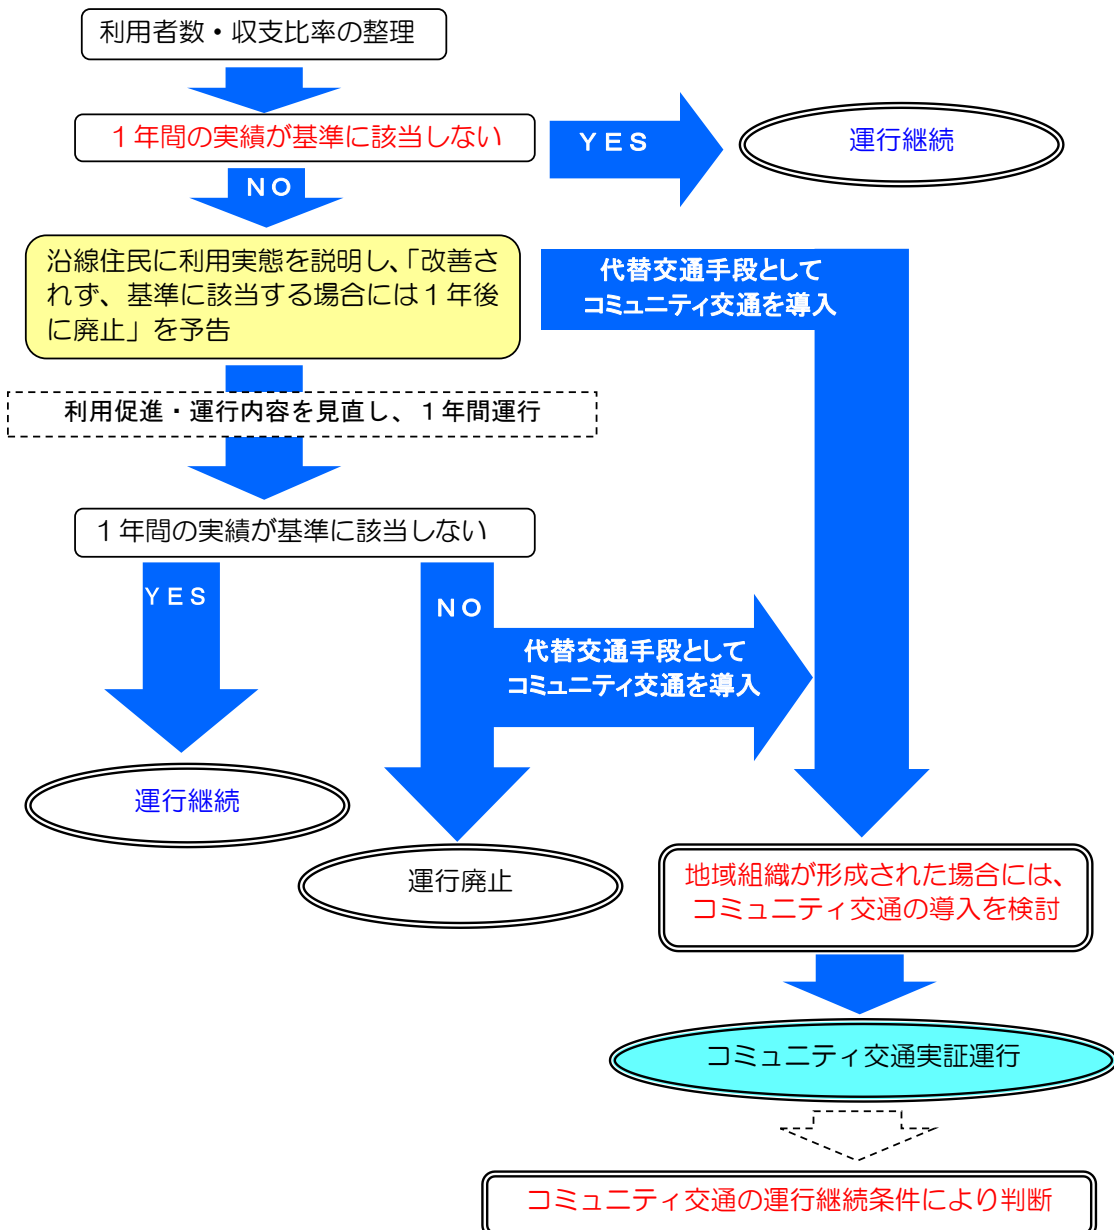 利用者数・収支比率の整理
１年間の実績が基準に該当しない
ＹＥＳ
運行継続
ＮＯ
沿線住民に利用実態を説明し、「改善さ
れず、基準に該当する場合には１年後
に廃止」を予告
代替交通手段として
コミュニティ交通を導入
利用促進・運行内容を見直し、１年間運行
１年間の実績が基準に該当しない
ＹＥＳ
ＮＯ
代替交通手段として
コミュニティ交通を導入
運行継続
運行廃止
地域組織が形成された場合には、
コミュニティ交通の導入を検討
コミュニティ交通実証運行
コミュニティ交通の運行継続条件により判断